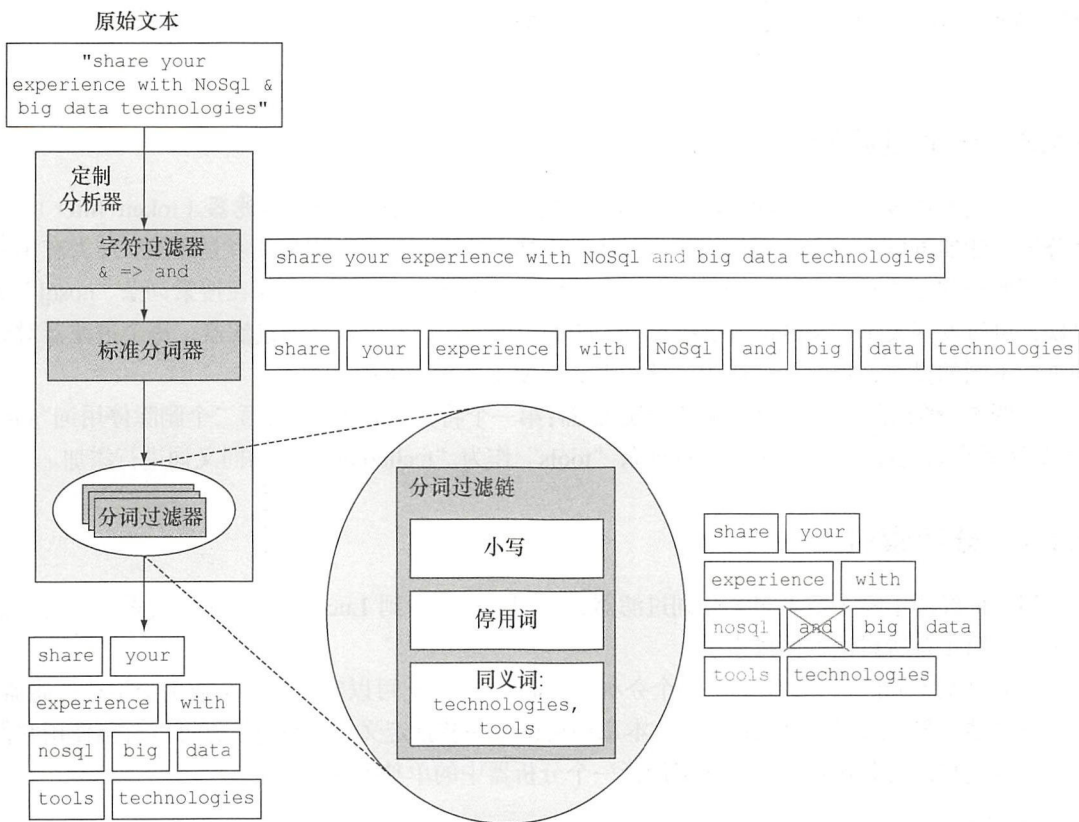 原始文本
"share your
experience with NoSql &
big data technologies"
定制
分析器
字符过滤器
& => and
share your experience with NoSql and big data technologies
标准分词器
share your experience with NoSql and big data technologies
分词过滤器
分词过滤链
小写
停用词
同义词:
technologies,
tools
share your
experience with
nosql and big data
tools technologies
share your
experience with
nosql big data
tools technologies